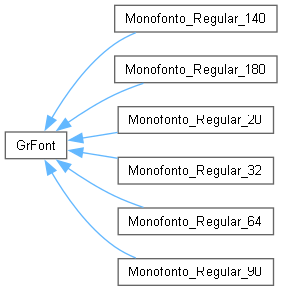 Monofonto_Regular_140
Monofonto_Regular_180
Monofonto_Regular_20
GrFont
Monofonto_Regular_32
Monofonto_Regular_64
Monofonto_Regular_90